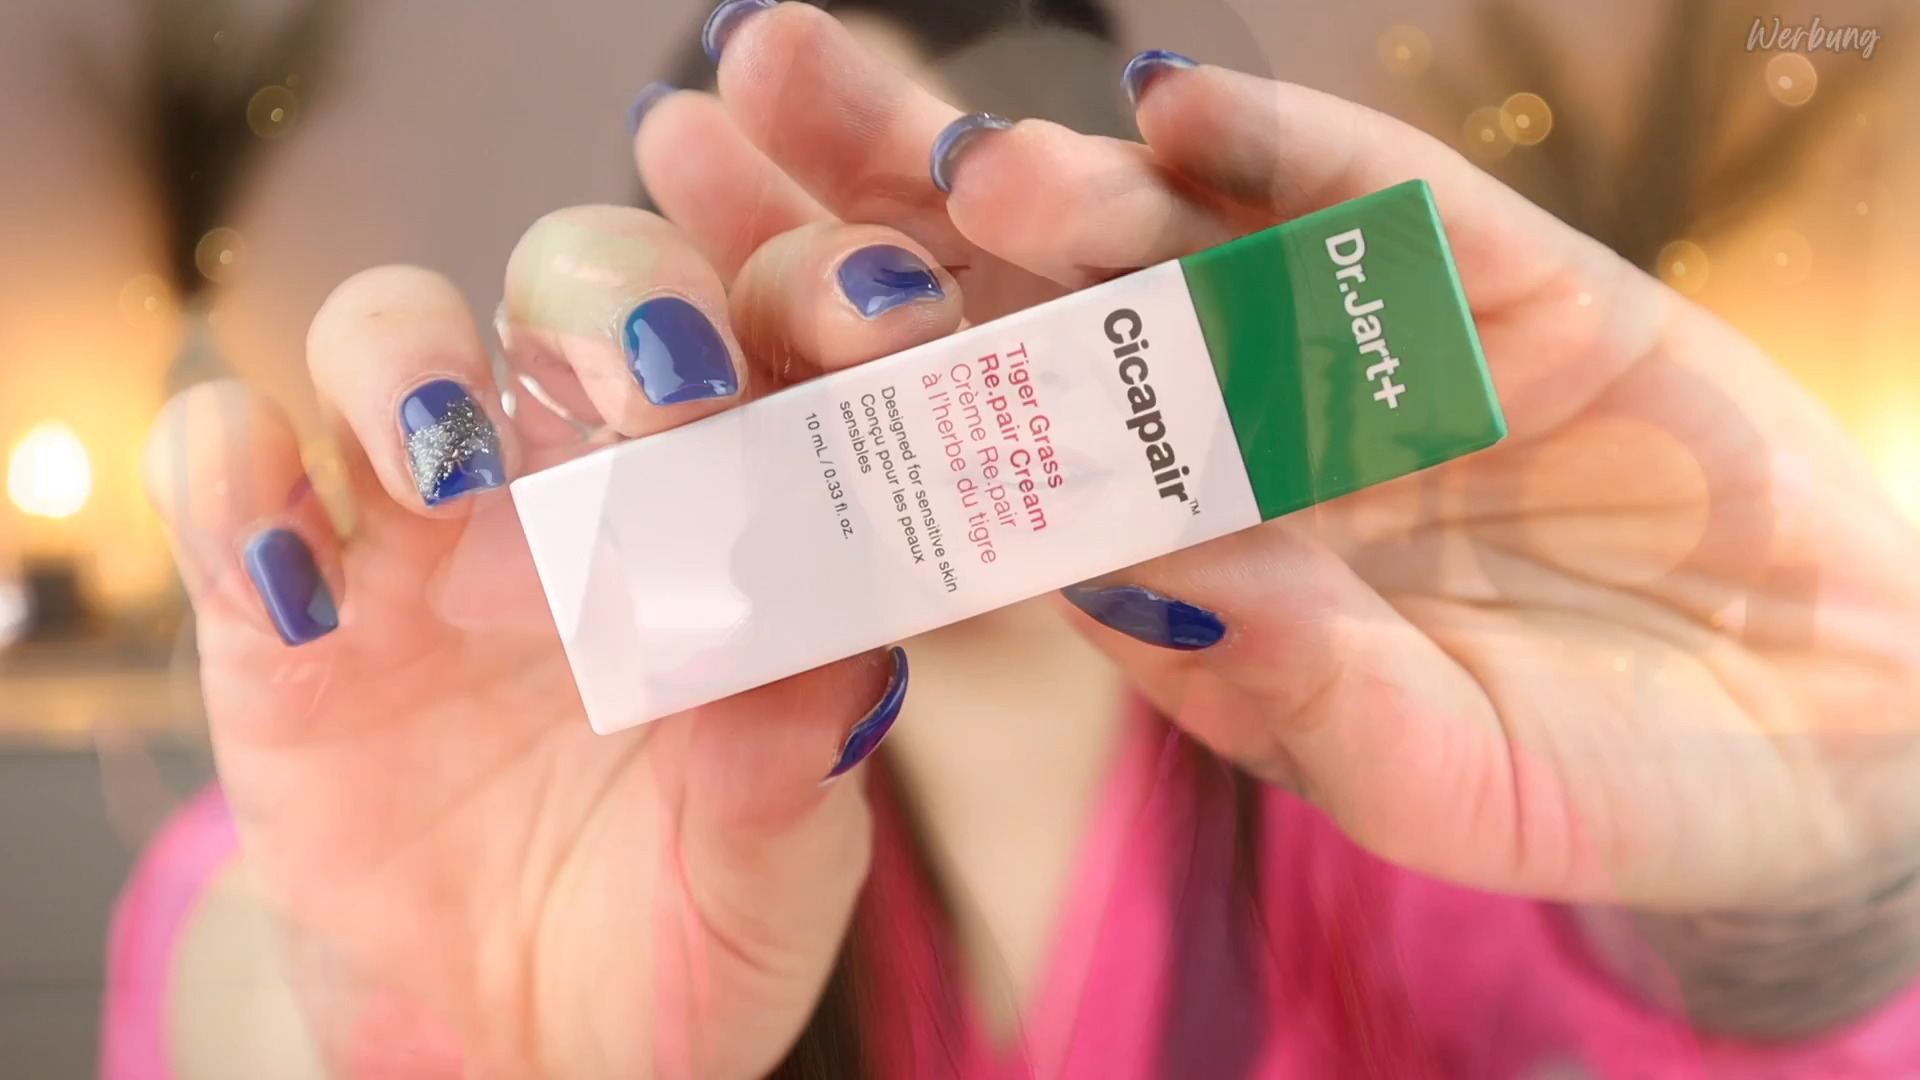 Werbung
Dr.Jart+
Cicapair™
Tiger Grass
Re.pair Cream
Crème Re.pair
à l'herbe du tigre
Designed for sensitive skin
Conçu pour les peaux
sensibles
10 mL / 0.33 fl. oz.